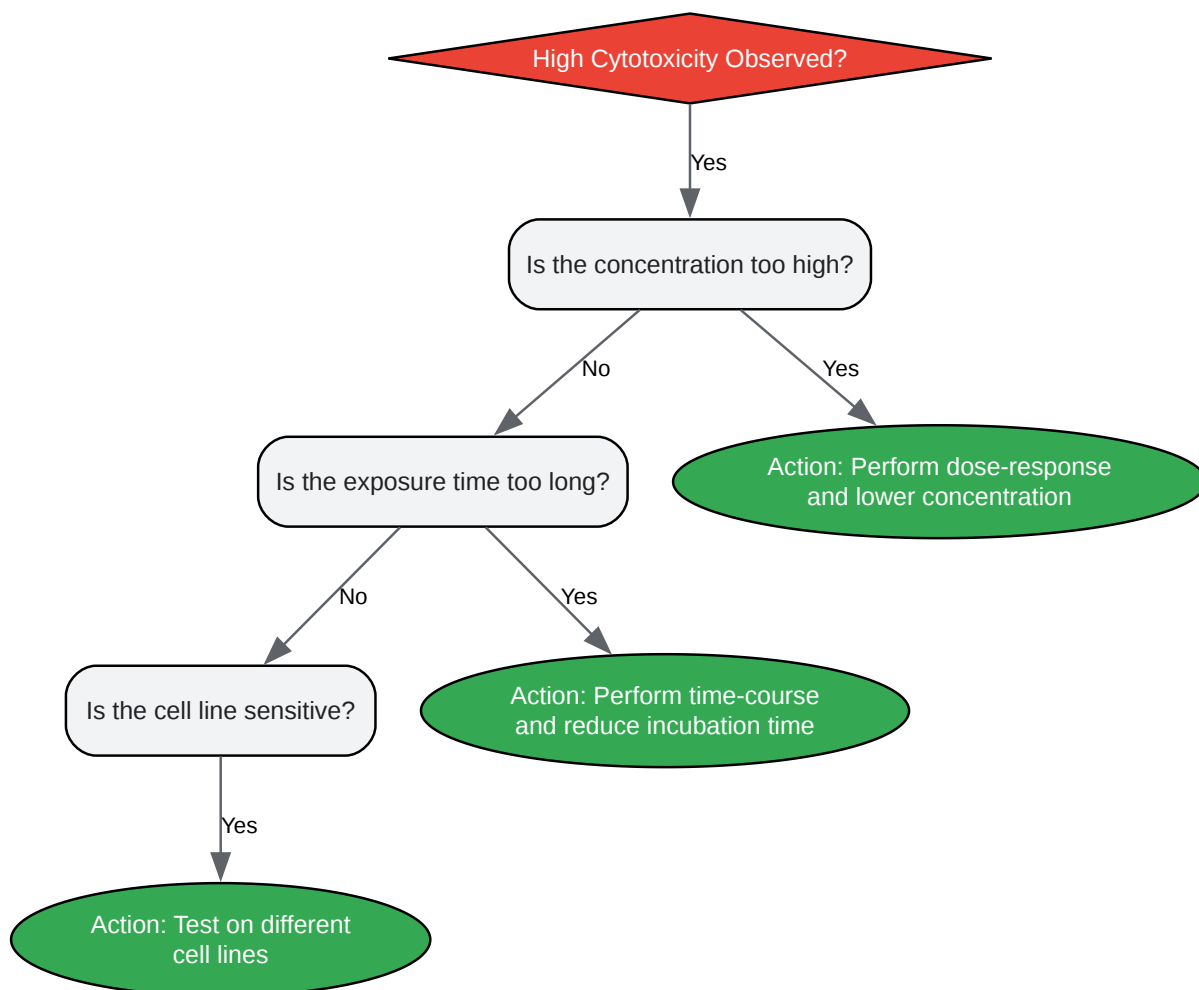 High Cytotoxicity Observed?
Yes
Is the concentration too high?
No
Yes
Is the exposure time too long?
Action: Perform dose-response
and lower concentration
No
Yes
Is the cell line sensitive?
Action: Perform time-course
and reduce incubation time
Yes
Action: Test on different
cell lines